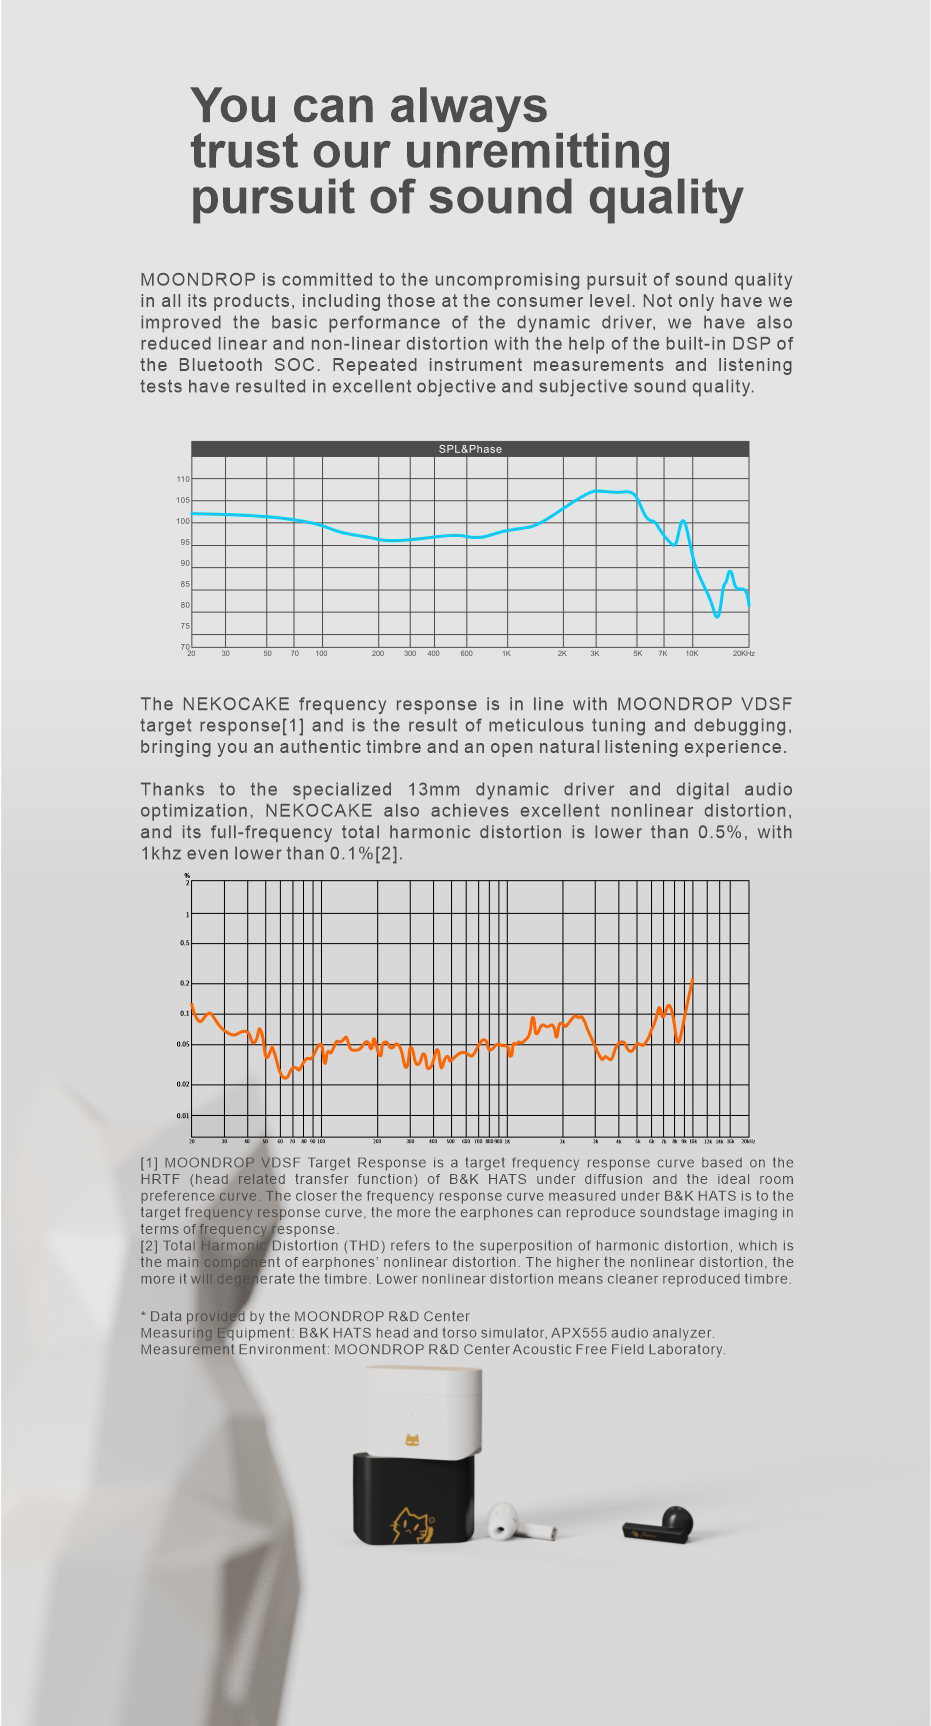 You can always
trust our unremitting
pursuit of sound quality
MOONDROP is committed to the uncompromising pursuit of sound quality
in all its products, including those at the consumer level. Not only have we
improved the basic performance of the dynamic driver, we have also
reduced linear and non-linear distortion with the help of the built-in DSP of
the Bluetooth SOC. Repeated instrument measurements and listening
tests have resulted in excellent objective and subjective sound quality.
SPL&Phase
110
105
100
95
90
85
80
75
70
20 30 50 70 100 200 300 400 600 1K 2K 3K 5K 7K 10K 20KHz
The NEKOCAKE frequency response is in line with MOONDROP VDSF
target response[1] and is the result of meticulous tuning and debugging,
bringing you an authentic timbre and an open natural listening experience.
Thanks to the specialized 13mm dynamic driver and digital audio
optimization, NEKOCAKE also achieves excellent nonlinear distortion,
and its full-frequency total harmonic distortion is lower than 0.5%, with
1khz even lower than 0.1%[2].
%
2
1
0.5
0.2
0.1
0.05
0.02
0.01
20 30 40 50 60 70 80 90 100 200 300 400 500 600 700 800 900 1K 2k 3k 4k 5k 6k 7k 8k 9k 10k 12k 14k 16k 20kHz
[1] MOONDROP VDSF Target Response is a target frequency response curve based on the
HRTF (head related transfer function) of B&K HATS under diffusion and the ideal room
preference curve. The closer the frequency response curve measured under B&K HATS is to the
target frequency response curve, the more the earphones can reproduce soundstage imaging in
terms of frequency response.
[2] Total Harmonic Distortion (THD) refers to the superposition of harmonic distortion, which is
the main component of earphones' nonlinear distortion. The higher the nonlinear distortion, the
more it will degenerate the timbre. Lower nonlinear distortion means cleaner reproduced timbre.
* Data provided by the MOONDROP R&D Center
Measuring Equipment: B&K HATS head and torso simulator, APX555 audio analyzer.
Measurement Environment: MOONDROP R&D Center Acoustic Free Field Laboratory.